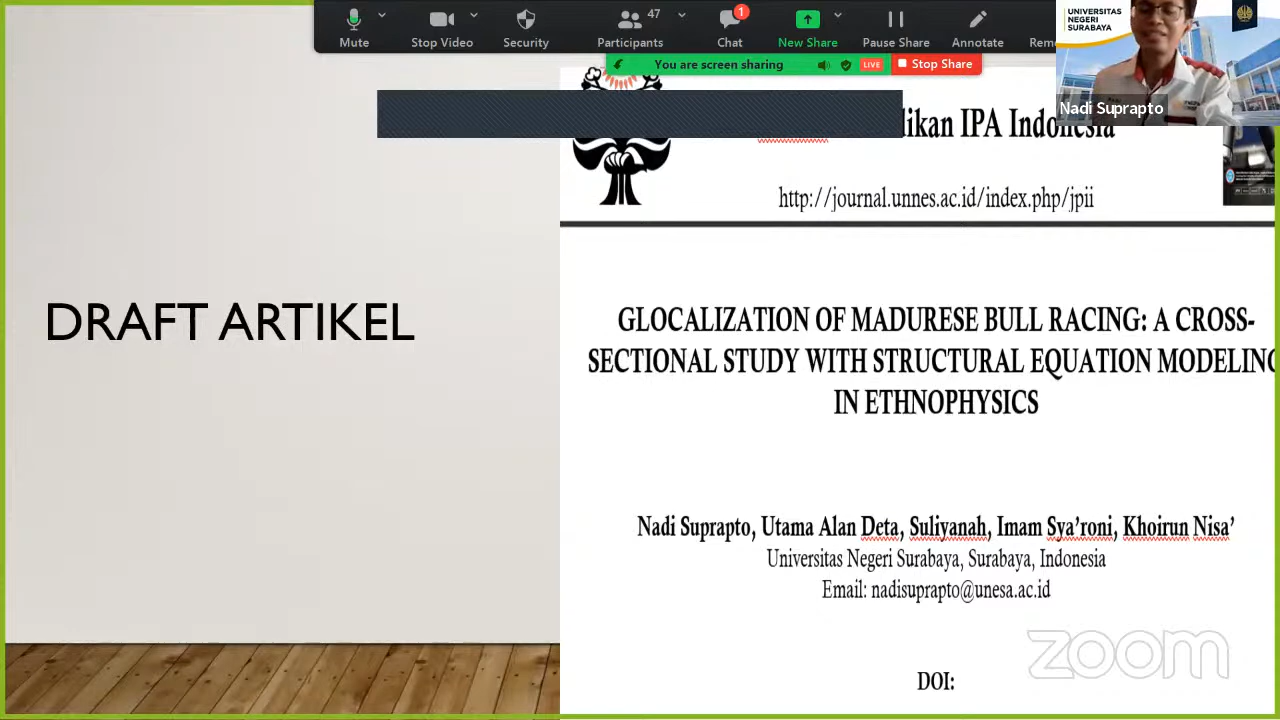 47
1
Mute
Stop Video
Security
Participants
Chat
New Share
Pause Share
Annotate
You are screen sharing
LIVE
Stop Share
UNIVERSITAS
NEGERI
SURABAYA
Nadi Suprapto
IPA Indonesia
http://journal.unnes.ac.id/index.php/jpii
DRAFT ARTIKEL
GLOCALIZATION OF MADURESE BULL RACING: A CROSS-
SECTIONAL STUDY WITH STRUCTURAL EQUATION MODELING
IN ETHNOPHYSICS
Nadi Suprapto, Utama Alan Deta, Suliyanah, Imam Sya'roni, Khoirun Nisa'
Universitas Negeri Surabaya, Surabaya, Indonesia
Email: nadisuprapto@unesa.ac.id
zoom
DOI: